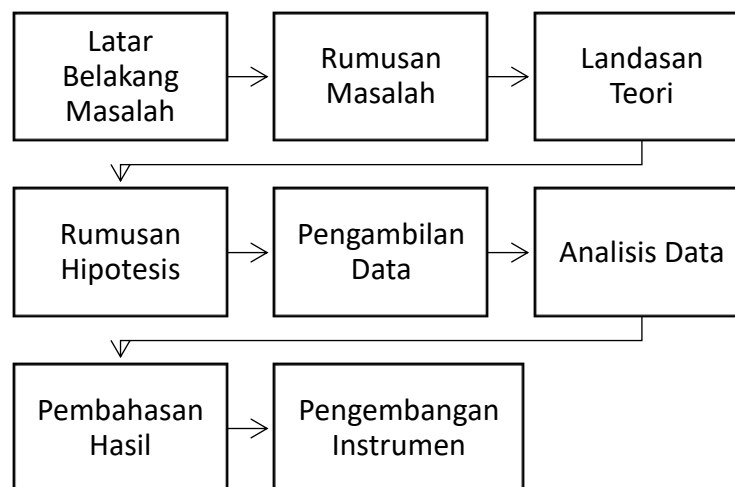 Latar
Belakang
Masalah
Rumusan
Masalah
Landasan
Teori
Rumusan
Hipotesis
Pengambilan
Data
Analisis Data
Pembahasan
Hasil
Pengembangan
Instrumen